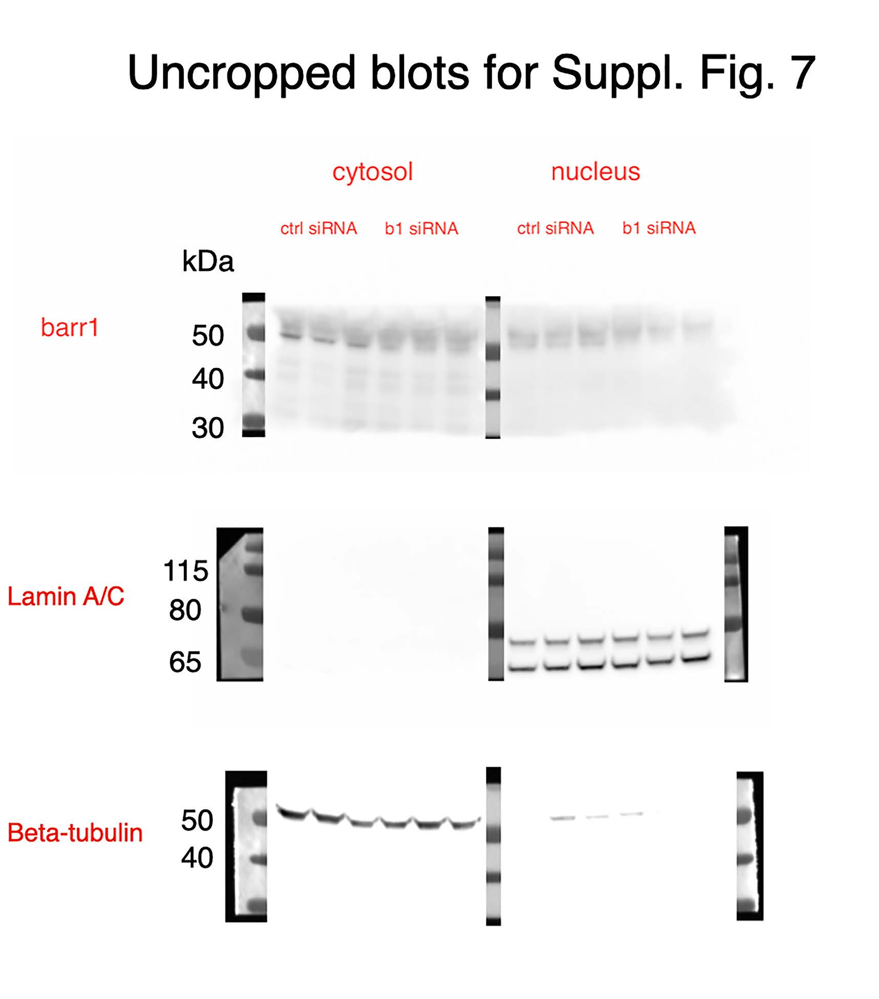 Uncropped blots for Suppl. Fig. 7
cytosol nucleus
ctrl siRNA b1 siRNA ctrl siRNA b1 siRNA
kDa
barr1
50
40
30
Lamin A/C
115
80
65
Beta-tubulin
50
40